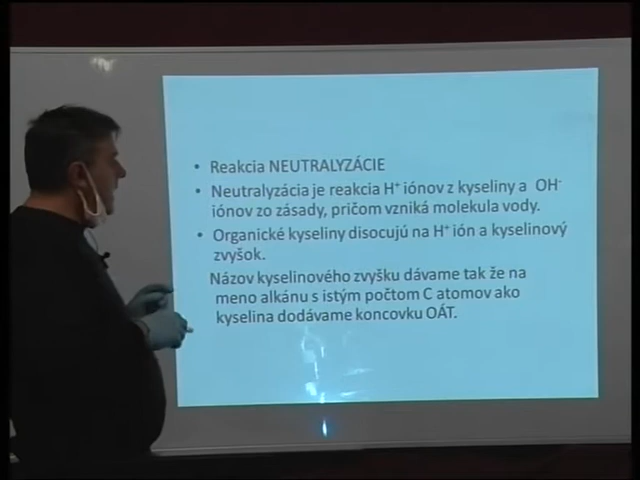 • Reakcia NEUTRALYZÁCIE
• Neutralyzácia je reakcia H⁺ iónov z kyseliny a OH⁻
iónov zo zásady, pričom vzniká molekula vody.
• Organické kyseliny disocujú na H⁺ ión a kyselinový
zvyšok.
Názov kyselinového zvyšku dávame tak že na
meno alkánu s istým počtom C atomov ako
kyselina dodávame koncovku OÁT.